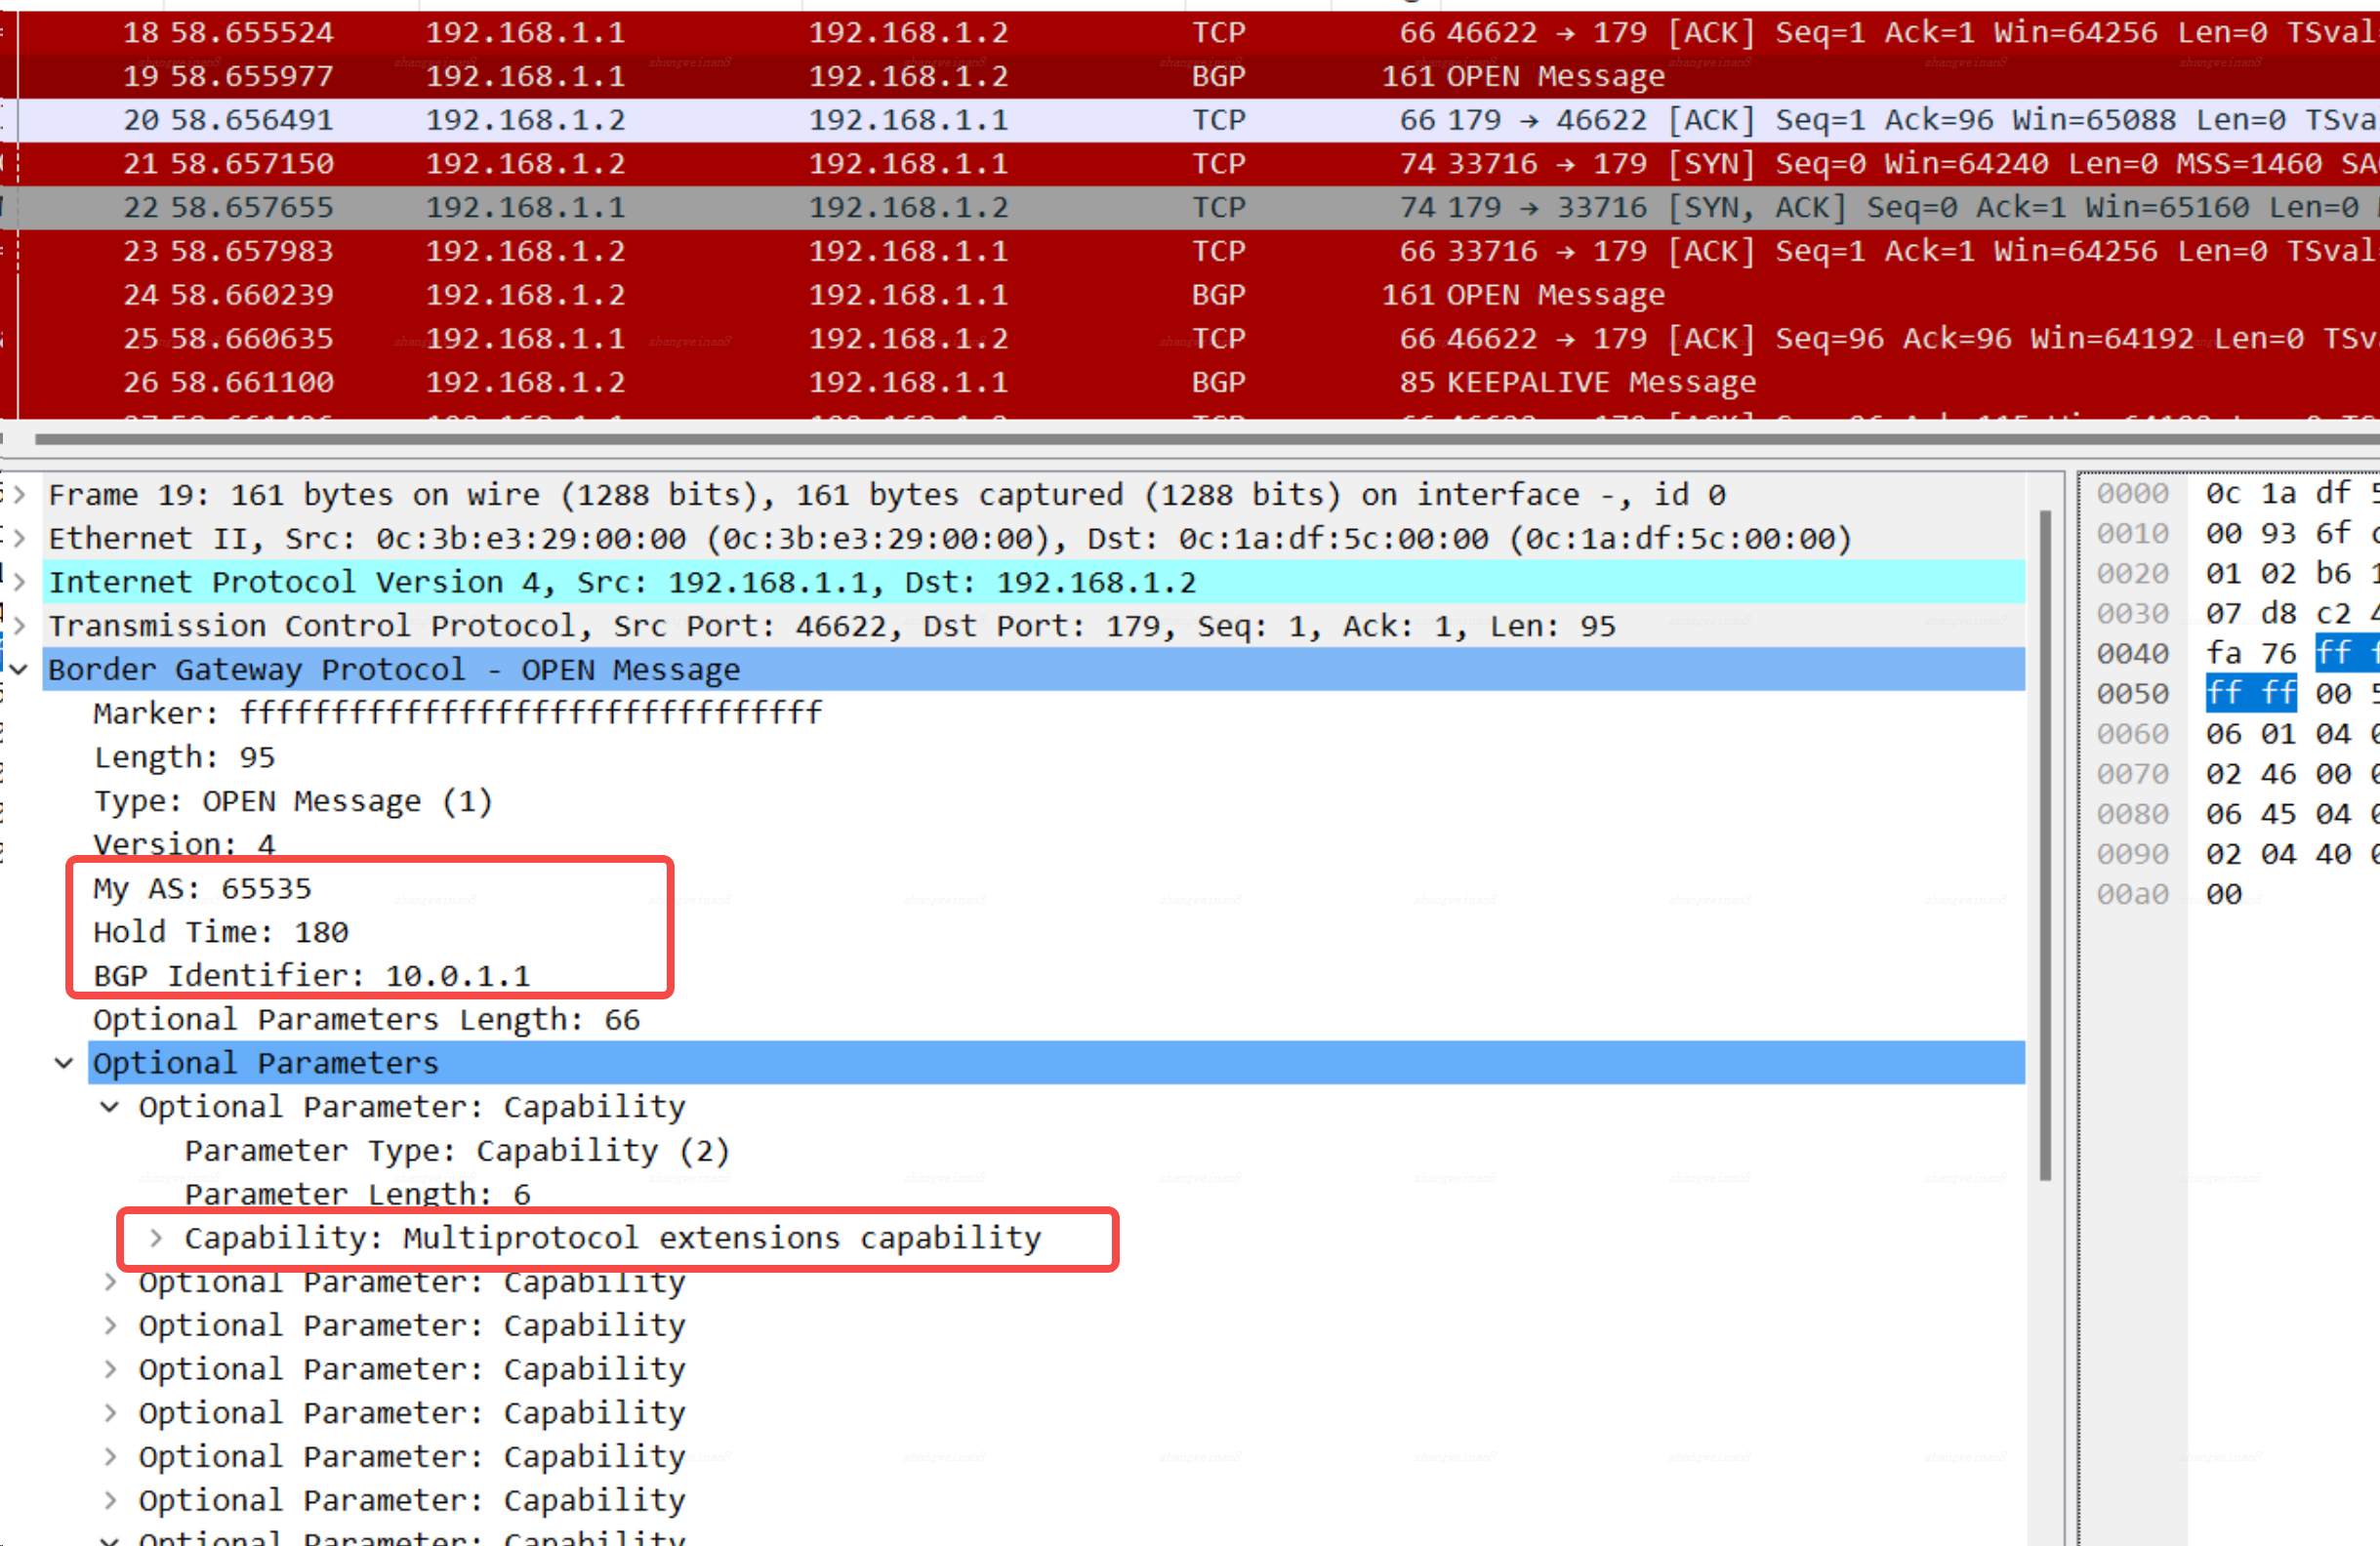 18 58.655524 192.168.1.1 192.168.1.2 TCP 66 46622 → 179 [ACK] Seq=1 Ack=1 Win=64256 Len=0 TSval
19 58.655977 192.168.1.1 192.168.1.2 BGP 161 OPEN Message
20 58.656491 192.168.1.2 192.168.1.1 TCP 66 179 → 46622 [ACK] Seq=1 Ack=96 Win=65088 Len=0 TSva
21 58.657150 192.168.1.2 192.168.1.1 TCP 74 33716 → 179 [SYN] Seq=0 Win=64240 Len=0 MSS=1460 SA
22 58.657655 192.168.1.1 192.168.1.2 TCP 74 179 → 33716 [SYN, ACK] Seq=0 Ack=1 Win=65160 Len=0
23 58.657983 192.168.1.2 192.168.1.1 TCP 66 33716 → 179 [ACK] Seq=1 Ack=1 Win=64256 Len=0 TSval
24 58.660239 192.168.1.2 192.168.1.1 BGP 161 OPEN Message
25 58.660635 192.168.1.1 192.168.1.2 TCP 66 46622 → 179 [ACK] Seq=96 Ack=96 Win=64192 Len=0 TSv
26 58.661100 192.168.1.2 192.168.1.1 BGP 85 KEEPALIVE Message
Frame 19: 161 bytes on wire (1288 bits), 161 bytes captured (1288 bits) on interface -, id 0
Ethernet II, Src: 0c:3b:e3:29:00:00 (0c:3b:e3:29:00:00), Dst: 0c:1a:df:5c:00:00 (0c:1a:df:5c:00:00)
Internet Protocol Version 4, Src: 192.168.1.1, Dst: 192.168.1.2
Transmission Control Protocol, Src Port: 46622, Dst Port: 179, Seq: 1, Ack: 1, Len: 95
Border Gateway Protocol - OPEN Message
Marker: ffffffffffffffffffffffffffffffff
Length: 95
Type: OPEN Message (1)
Version: 4
My AS: 65535
Hold Time: 180
BGP Identifier: 10.0.1.1
Optional Parameters Length: 66
Optional Parameters
Optional Parameter: Capability
Parameter Type: Capability (2)
Parameter Length: 6
Capability: Multiprotocol extensions capability
Optional Parameter: Capability
Optional Parameter: Capability
Optional Parameter: Capability
Optional Parameter: Capability
Optional Parameter: Capability
Optional Parameter: Capability
Optional Parameter: Capability
0000 0c 1a df
0010 00 93 6f
0020 01 02 b6
0030 07 d8 c2
0040 fa 76 ff
0050 ff ff 00
0060 06 01 04
0070 02 46 00
0080 06 45 04
0090 02 04 40
00a0 00